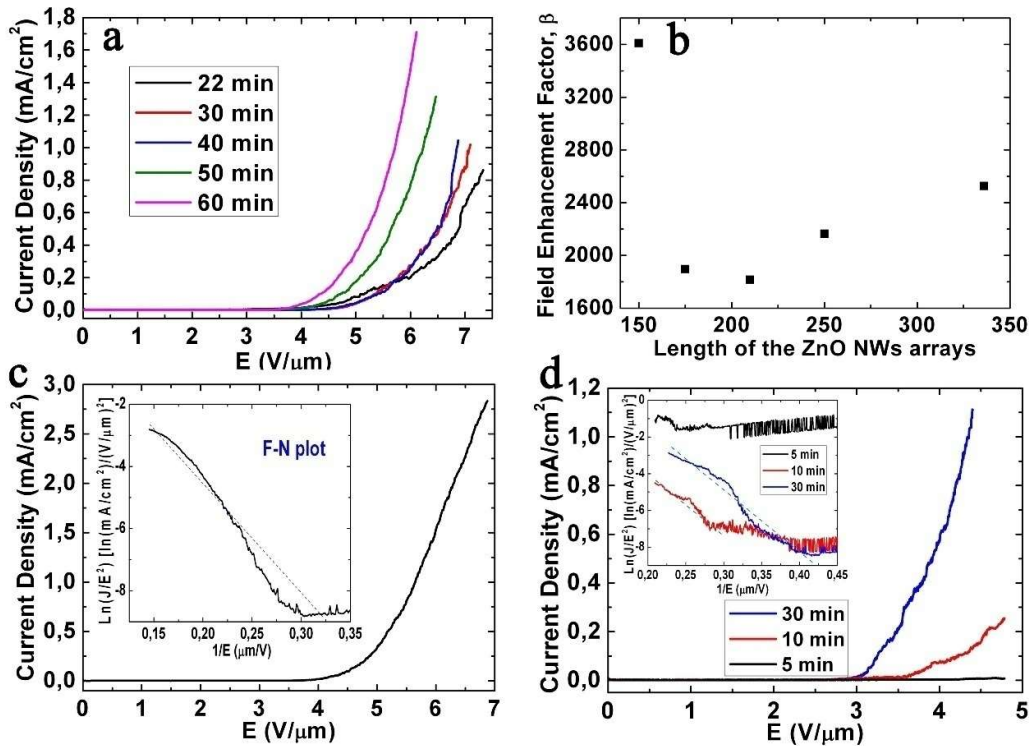 a
1,8
1,6
1,4
1,2
1,0
0,8
0,6
0,4
0,2
0,0
Current Density (mA/cm²)
22 min
30 min
40 min
50 min
60 min
0 1 2 3 4 5 6 7
E (V/μm)
b
3600
3200
2800
2400
2000
1600
Field Enhancement Factor, β
150 200 250 300 350
Length of the ZnO NWs arrays
c
3,0
2,5
2,0
1,5
1,0
0,5
0,0
Current Density (mA/cm²)
-2
-4
-6
-8
Ln(J/E²) [ln(mA/cm²)/(V/μm)²]
F-N plot
0,15 0,20 0,25 0,30 0,35
1/E (μm/V)
0 1 2 3 4 5 6 7
E (V/μm)
d
1,2
1,0
0,8
0,6
0,4
0,2
0,0
Current Density (mA/cm²)
0
-2
-4
-6
-8
Ln(J/E²) [ln(mA/cm²)/(V/μm)²]
5 min
10 min
30 min
0,20 0,25 0,30 0,35 0,40 0,45
1/E (μm/V)
30 min
10 min
5 min
0 1 2 3 4 5
E (V/μm)